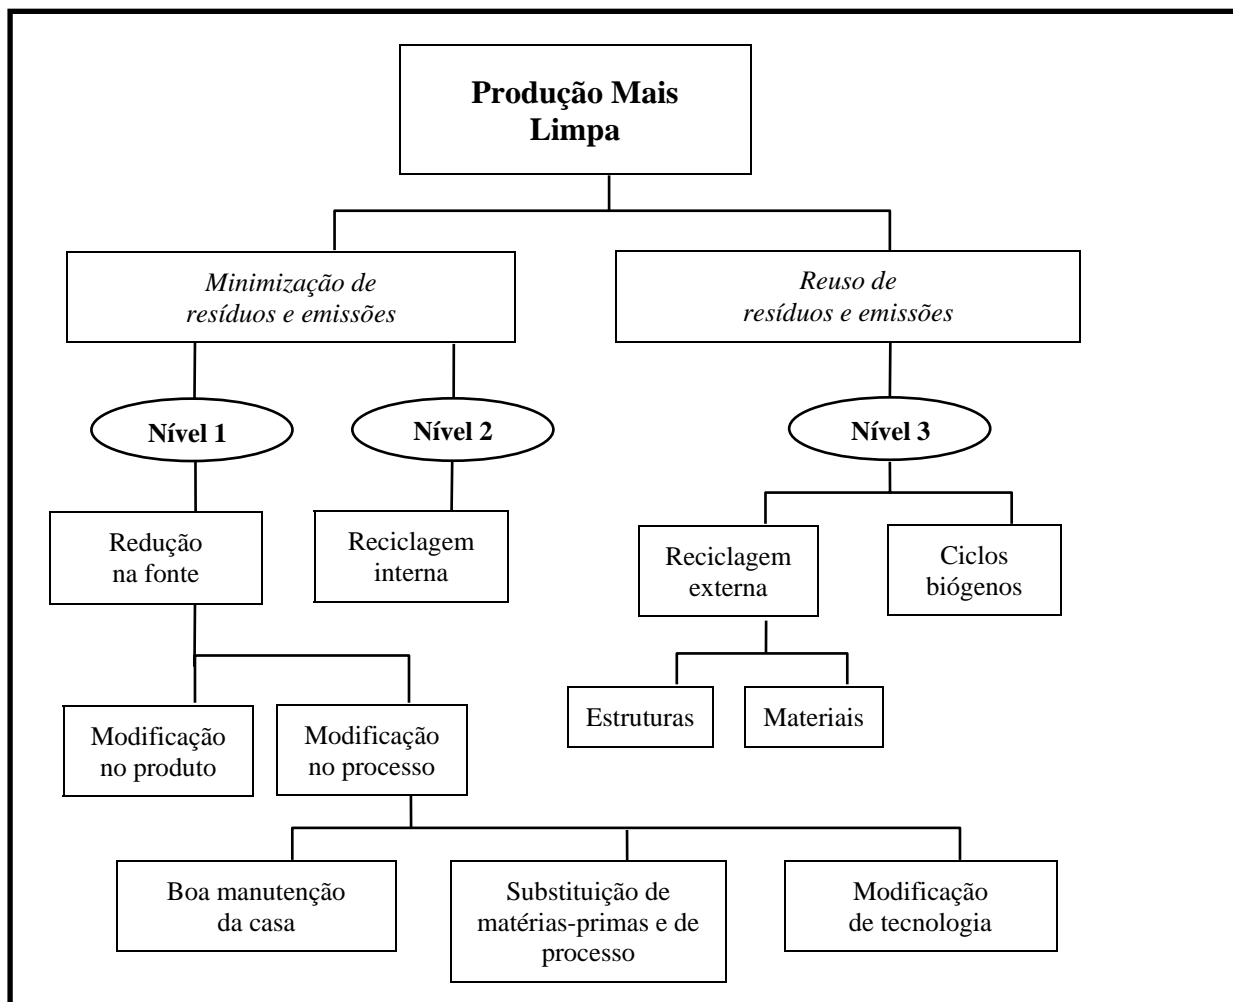 Produção Mais
Limpa
Minimização de
resíduos e emissões
Reuso de
resíduos e emissões
Nível 1
Nível 2
Nível 3
Redução
na fonte
Reciclagem
interna
Reciclagem
externa
Ciclos
biógenos
Modificação
no produto
Modificação
no processo
Estruturas
Materiais
Boa manutenção
da casa
Substituição de
matérias-primas e de
processo
Modificação
de tecnologia